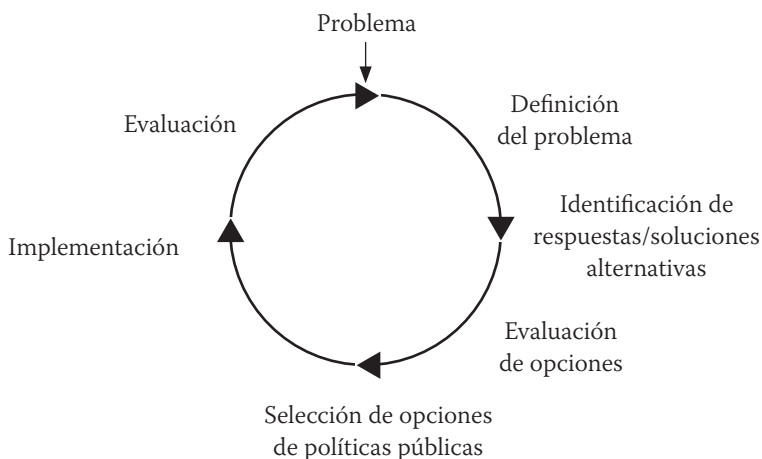 Problema
Definición
del problema
Identificación de
respuestas/soluciones
alternativas
Evaluación
de opciones
Selección de opciones
de políticas públicas
Implementación
Evaluación